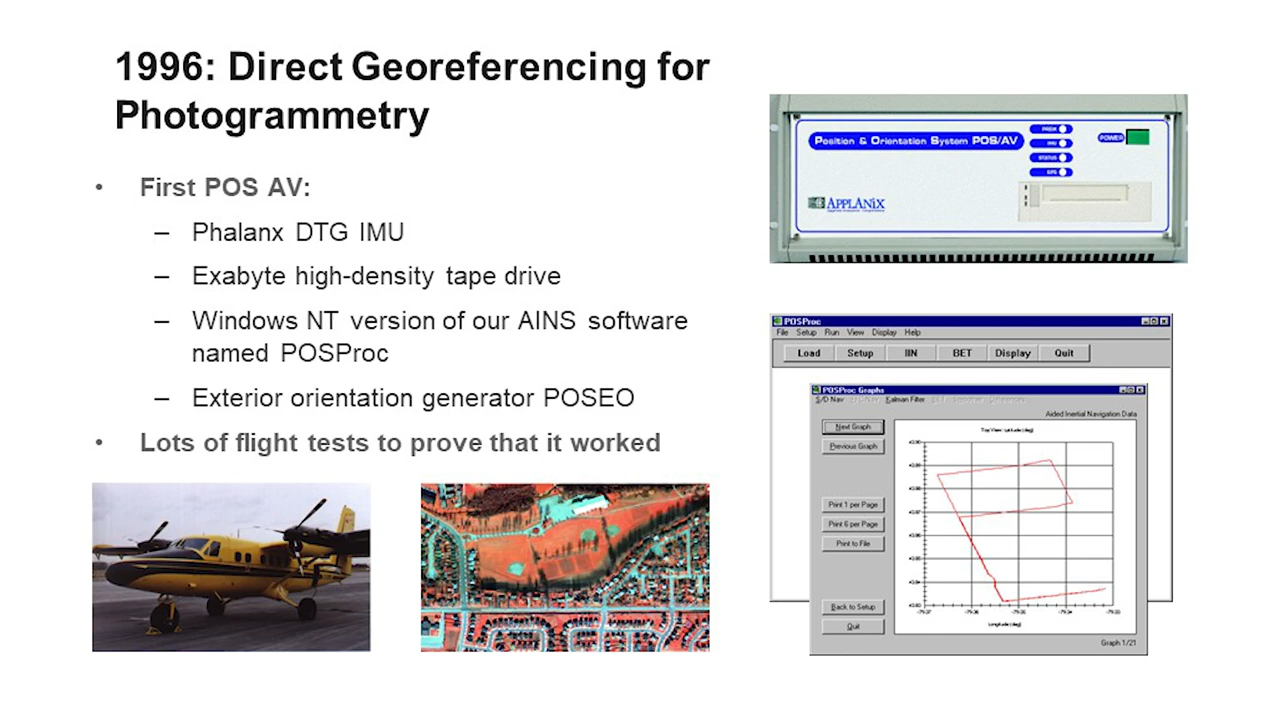 1996: Direct Georeferencing for
Photogrammetry
• First POS AV:
– Phalanx DTG IMU
– Exabyte high-density tape drive
– Windows NT version of our AINS software
named POSProc
– Exterior orientation generator POSEO
• Lots of flight tests to prove that it worked
Position & Orientation System POS/AV
STATUS
POWER
APPLANIX
POSProc
File Setup Run View Display Help
Load Setup IIN BET Display Quit
POSProc Graphs
S/D Nav Kalman Filter
Aided Inertial Navigation Data
Next Graph
Previous Graph
Print 1 per Page
Print 6 per Page
Print to File
Back to Setup
Quit
Longitude (deg)
Graph 1/21